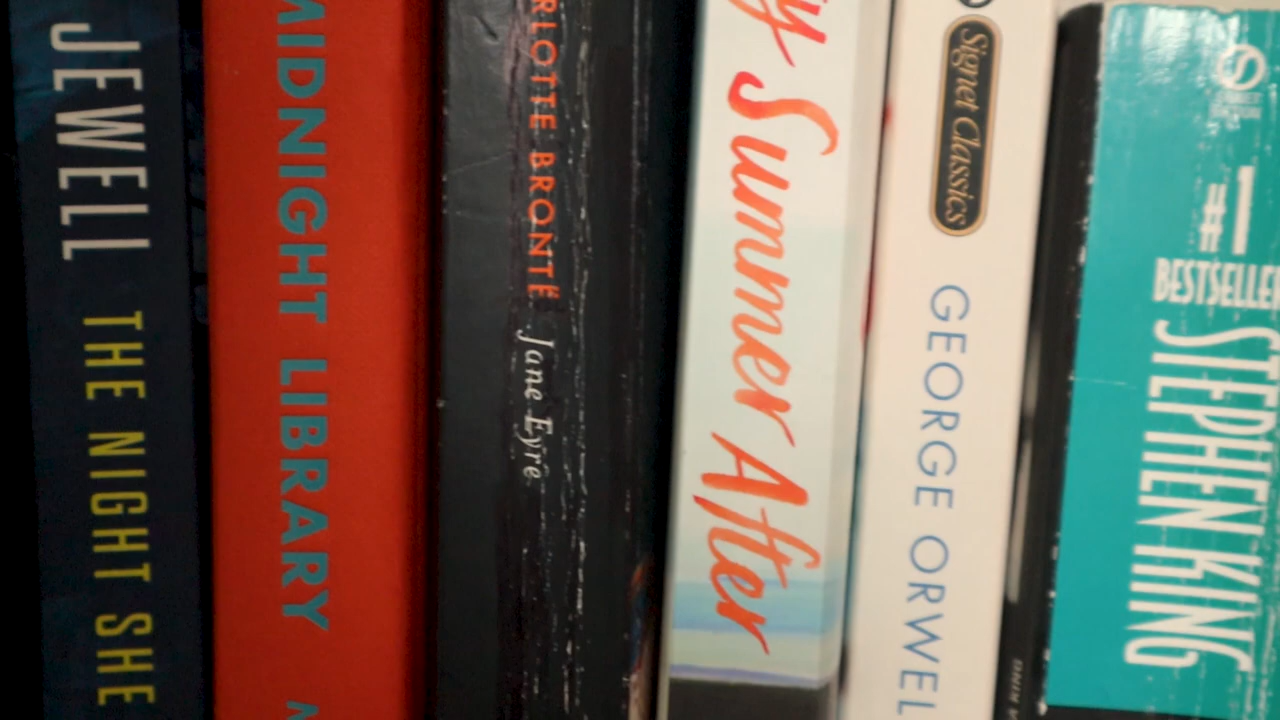 JEWELL THE NIGHT SHE
MIDNIGHT LIBRARY
RLOTTE BRONTË Jane Eyre
y Summer After
Signet Classics
GEORGE ORWEL
#1
BESTSELLER
STEPHEN KING